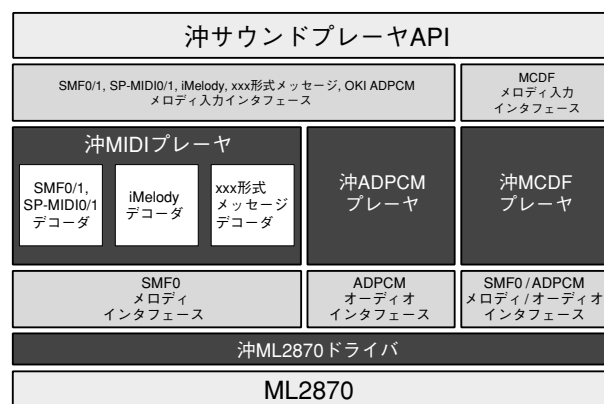 沖サウンドプレーヤAPI
SMF0/1, SP-MIDI0/1, iMelody, xxx形式メッセージ, OKI ADPCM
メロディ入力インタフェース
MCDF
メロディ入力
インタフェース
沖MIDIプレーヤ
SMF0/1,
SP-MIDI0/1
デコーダ
iMelody
デコーダ
xxx形式
メッセージ
デコーダ
沖ADPCM
プレーヤ
沖MCDF
プレーヤ
SMF0
メロディ
インタフェース
ADPCM
オーディオ
インタフェース
SMF0/ADPCM
メロディ/オーディオ
インタフェース
沖ML2870ドライバ
ML2870